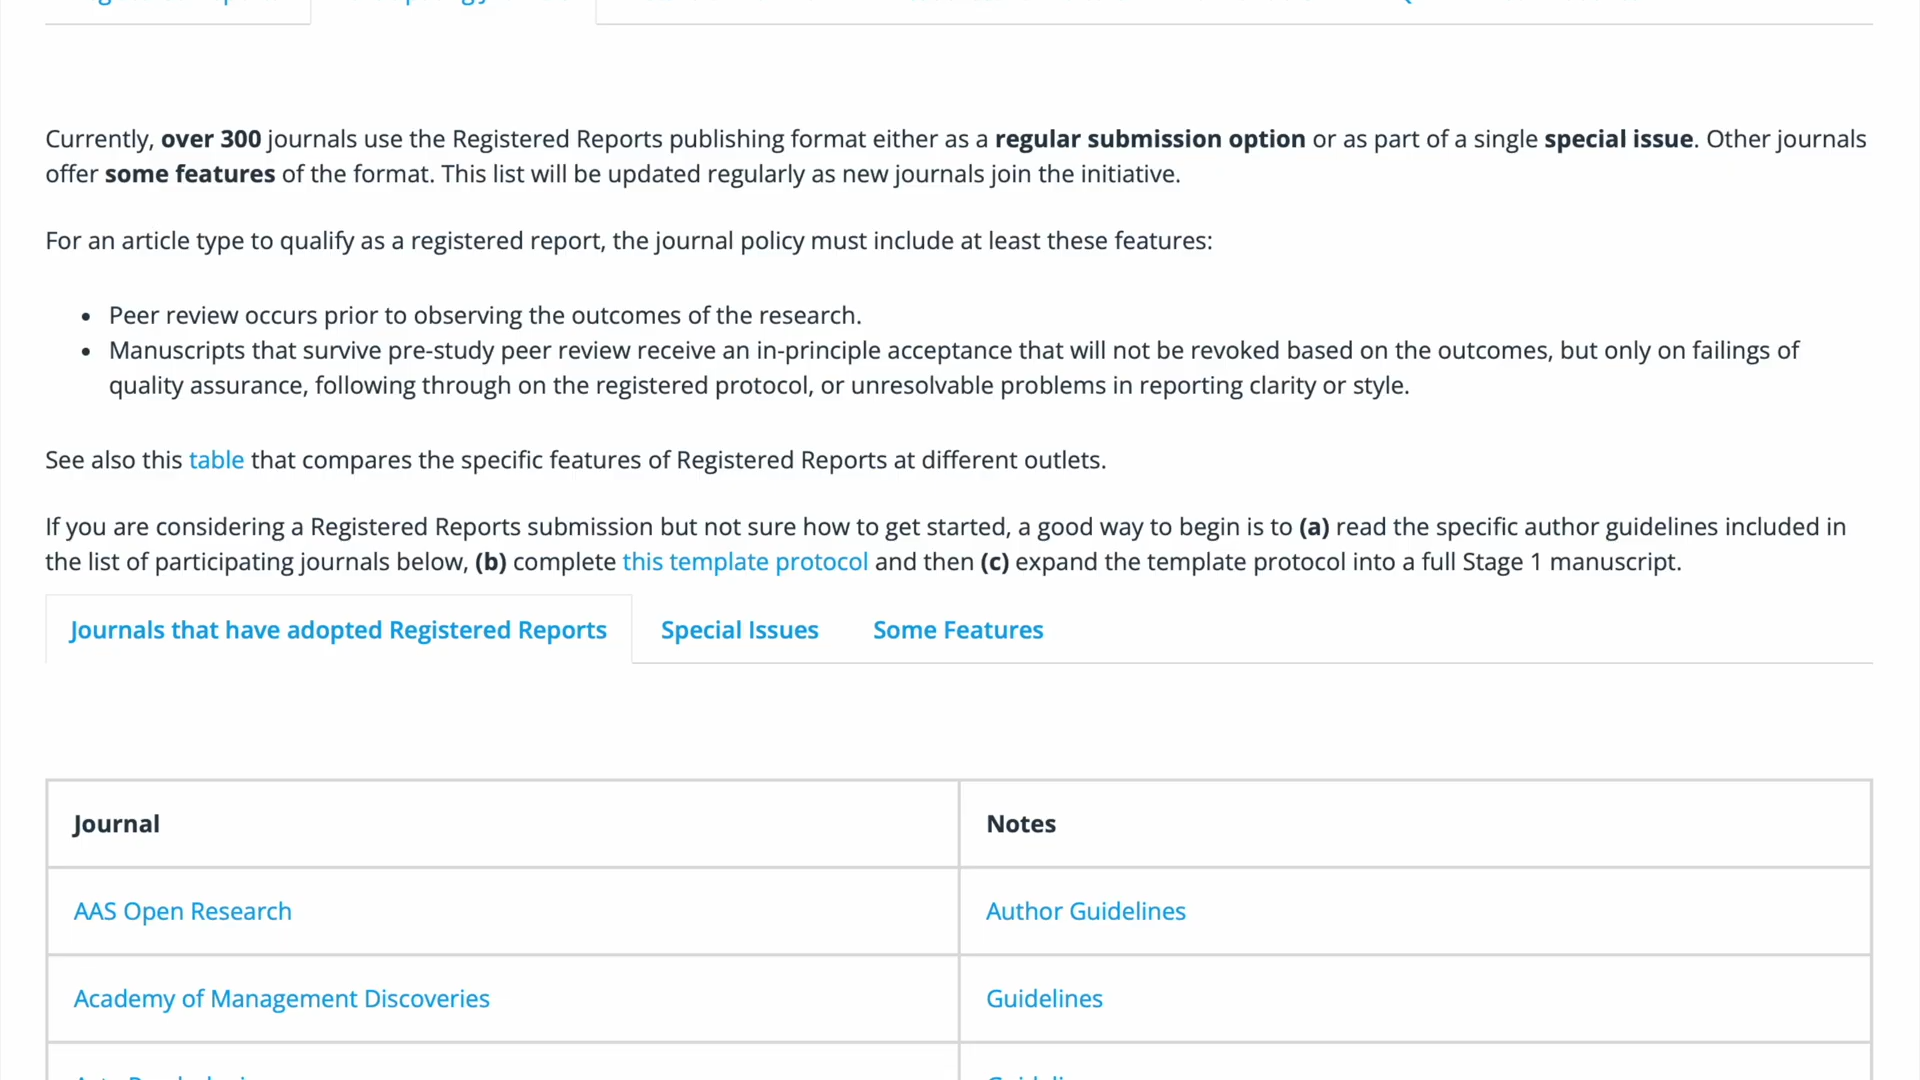 Currently, over 300 journals use the Registered Reports publishing format either as a regular submission option or as part of a single special issue. Other journals
offer some features of the format. This list will be updated regularly as new journals join the initiative.
For an article type to qualify as a registered report, the journal policy must include at least these features:
• Peer review occurs prior to observing the outcomes of the research.
• Manuscripts that survive pre-study peer review receive an in-principle acceptance that will not be revoked based on the outcomes, but only on failings of
quality assurance, following through on the registered protocol, or unresolvable problems in reporting clarity or style.
See also this table that compares the specific features of Registered Reports at different outlets.
If you are considering a Registered Reports submission but not sure how to get started, a good way to begin is to (a) read the specific author guidelines included in
the list of participating journals below, (b) complete this template protocol and then (c) expand the template protocol into a full Stage 1 manuscript.
Journals that have adopted Registered Reports Special Issues Some Features
Journal Notes
AAS Open Research Author Guidelines
Academy of Management Discoveries Guidelines